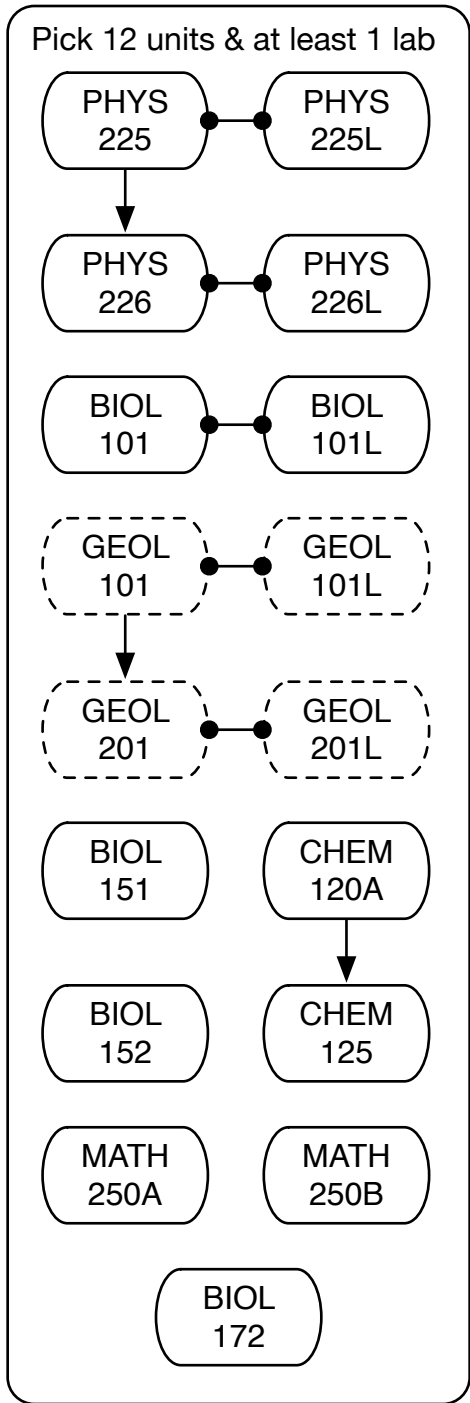 Pick 12 units & at least 1 lab
PHYS
225
PHYS
225L
PHYS
226
PHYS
226L
BIOL
101
BIOL
101L
GEOL
101
GEOL
101L
GEOL
201
GEOL
201L
BIOL
151
CHEM
120A
BIOL
152
CHEM
125
MATH
250A
MATH
250B
BIOL
172